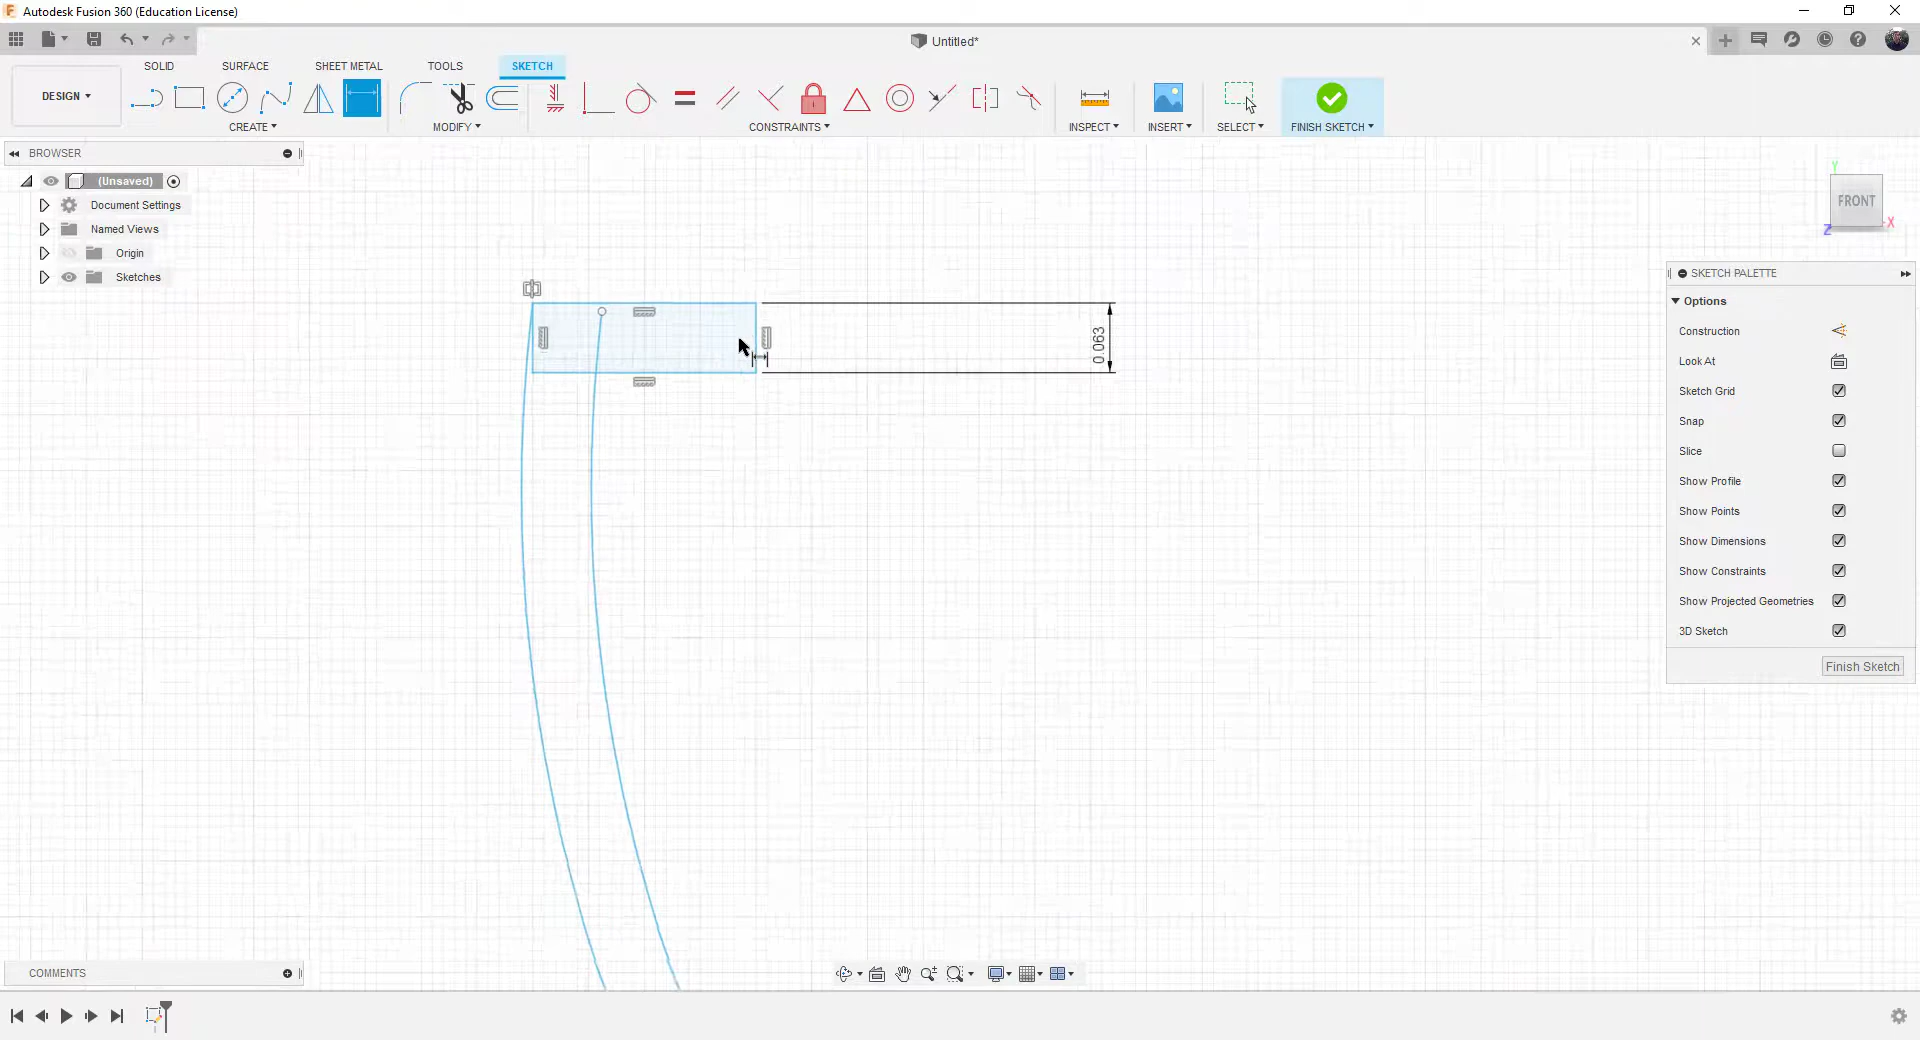 Autodesk Fusion 360 (Education License)
Untitled*
SOLID
SURFACE
SHEET METAL
TOOLS
SKETCH
DESIGN
CREATE
MODIFY
CONSTRAINTS
INSPECT
INSERT
SELECT
FINISH SKETCH
BROWSER
(Unsaved)
Document Settings
Named Views
Origin
Sketches
0.063
Y
FRONT
X
Z
SKETCH PALETTE
Options
Construction
Look At
Sketch Grid
Snap
Slice
Show Profile
Show Points
Show Dimensions
Show Constraints
Show Projected Geometries
3D Sketch
Finish Sketch
COMMENTS